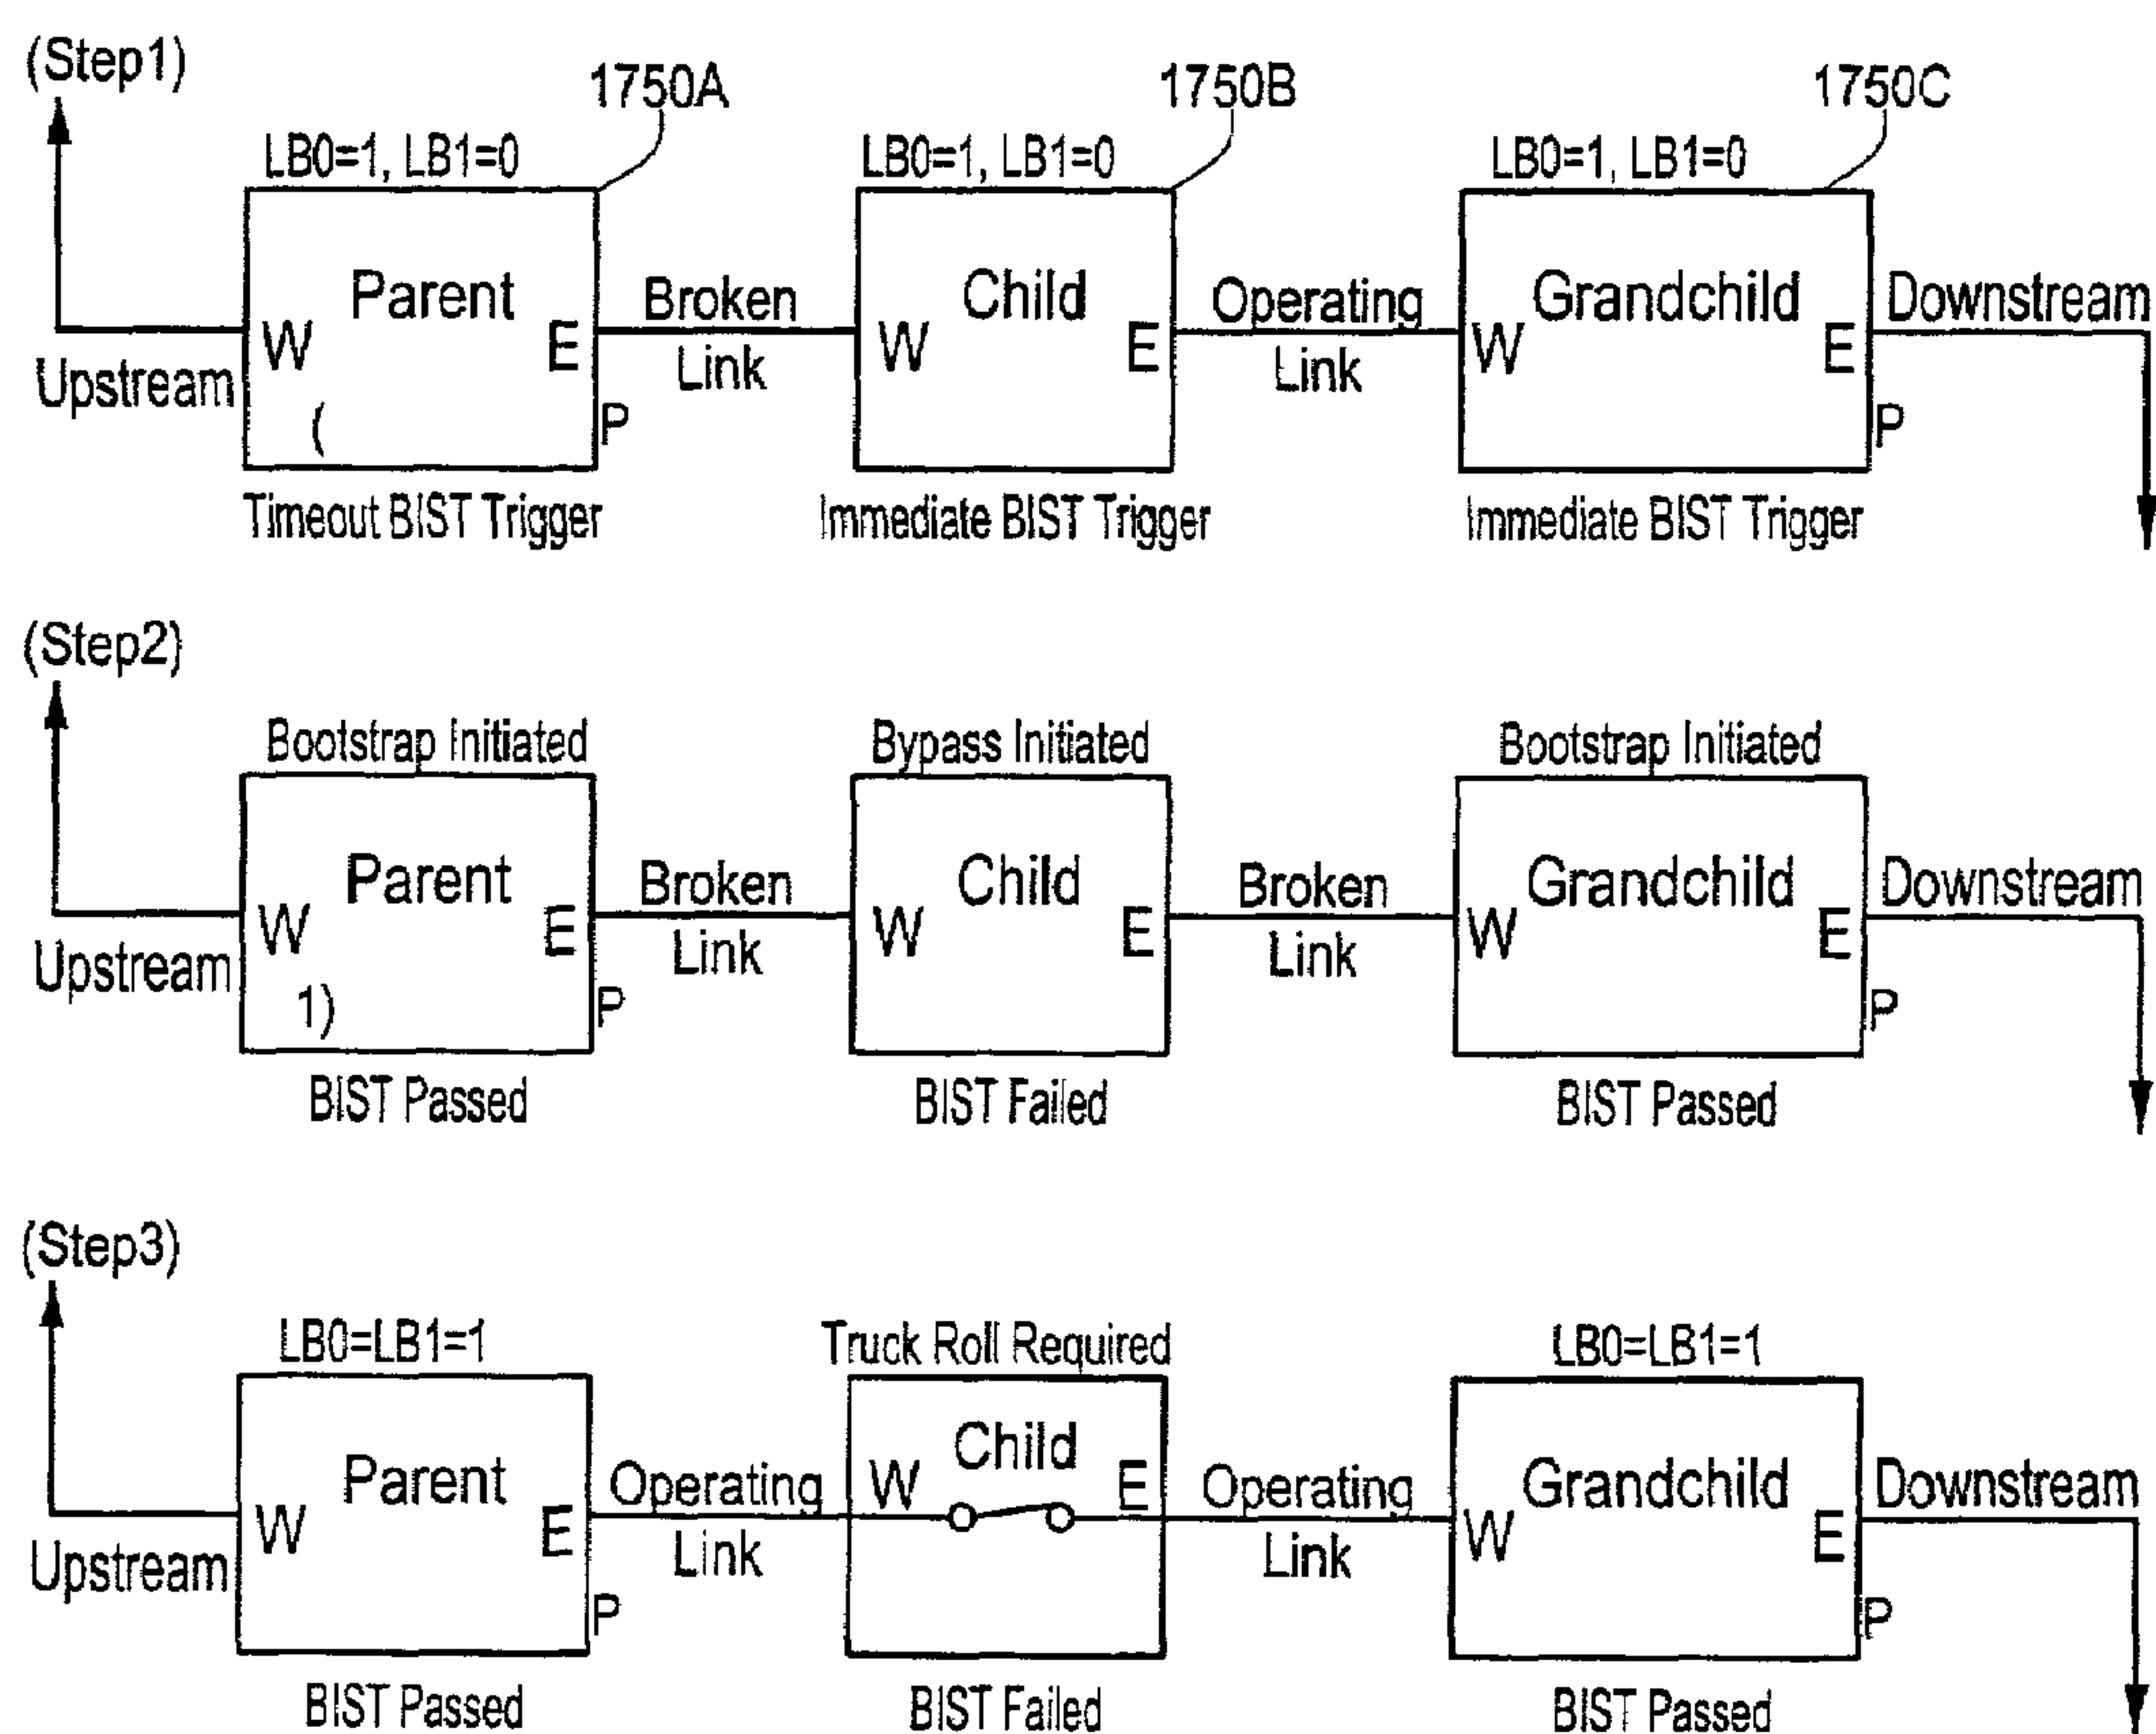 (Step1)
1750A
1750B
1750C
LB0=1, LB1=0
LB0=1, LB1=0
LB0=1, LB1=0
Parent
Broken
Child
Operating
Grandchild
Downstream
W
E
W
E
W
E
Upstream
Link
Link
(
P
P
Timeout BIST Trigger
Immediate BIST Trigger
Immediate BIST Trigger
(Step2)
Bootstrap Initiated
Bypass Initiated
Bootstrap Initiated
Parent
Broken
Child
Broken
Grandchild
Downstream
W
E
W
E
W
E
Upstream
Link
Link
1)
P
P
BIST Passed
BIST Failed
BIST Passed
(Step3)
LB0=LB1=1
Truck Roll Required
LB0=LB1=1
Parent
Operating
Child
Operating
Grandchild
Downstream
W
E
W
E
W
E
Upstream
Link
Link
P
P
BIST Passed
BIST Failed
BIST Passed